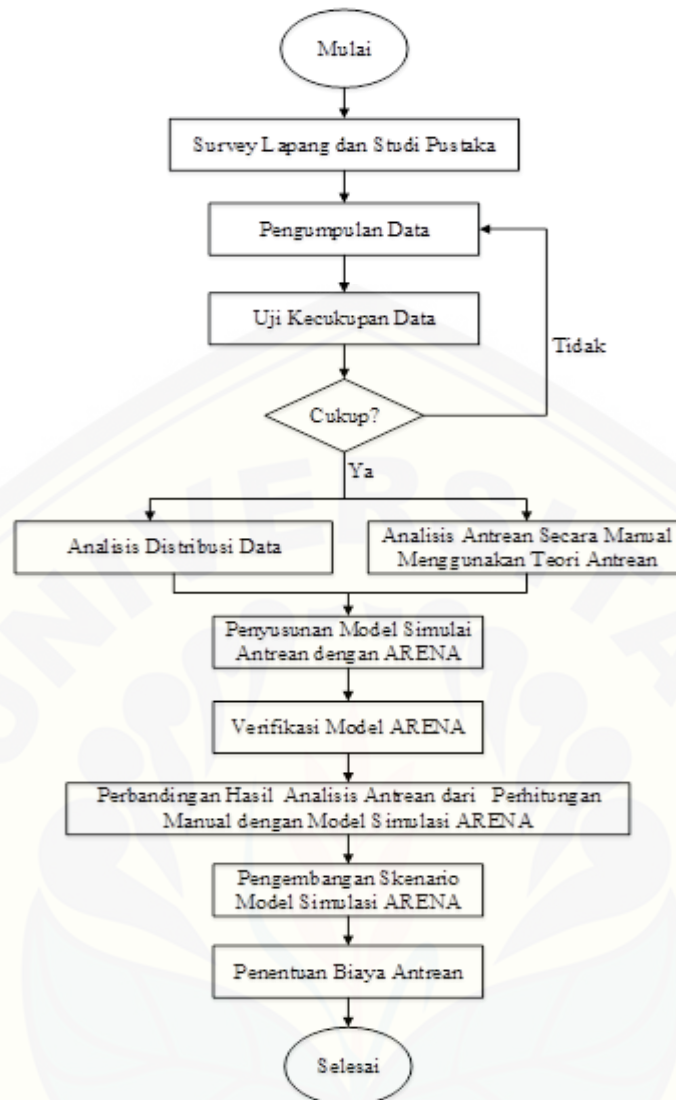 Mulai
Survey Lapang dan Studi Pustaka
Pengumpulan Data
Uji Kecukupan Data
Tidak
Cukup?
Ya
Analisis Distribusi Data
Analisis Antrean Secara Manual
Menggunakan Teori Antrean
Penyusunan Model Simulai
Antrean dengan ARENA
Verifikasi Model ARENA
Perbandingan Hasil Analisis Antrean dari Perhitungan
Manual dengan Model Simulasi ARENA
Pengembangan Skenario
Model Simulasi ARENA
Penentuan Biaya Antrean
Selesai